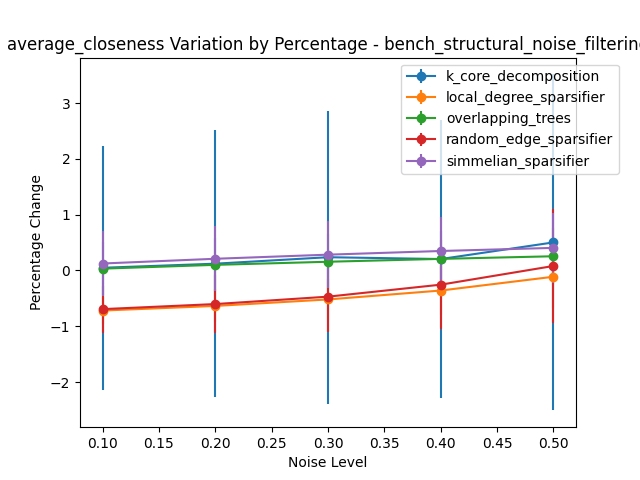 average_closeness Variation by Percentage - bench_structural_noise_filtering
k_core_decomposition
local_degree_sparsifier
overlapping_trees
random_edge_sparsifier
simmelian_sparsifier
Percentage Change
3
2
1
0
−1
−2
0.10 0.15 0.20 0.25 0.30 0.35 0.40 0.45 0.50
Noise Level